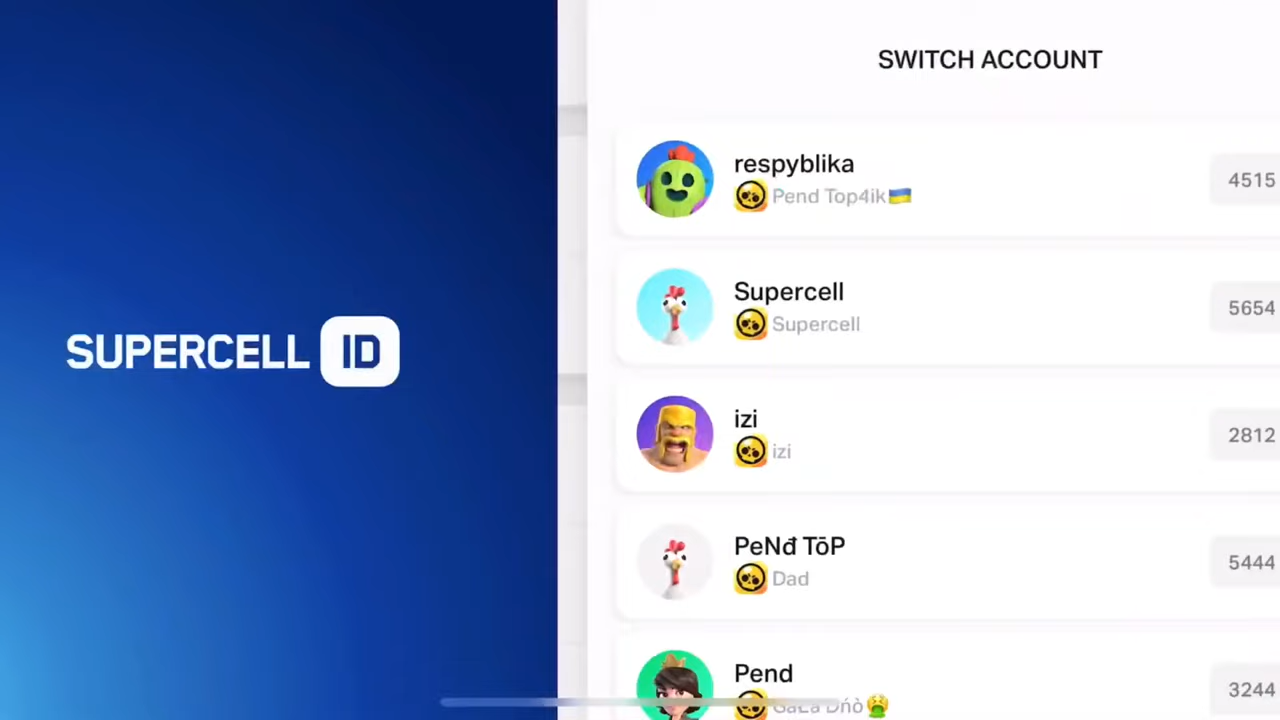 SUPERCELL ID
SWITCH ACCOUNT
respyblika
Pend Top4ik🇺🇦
4515
Supercell
Supercell
5654
izi
izi
2812
PeNđ TōP
Dad
5444
Pend
3244